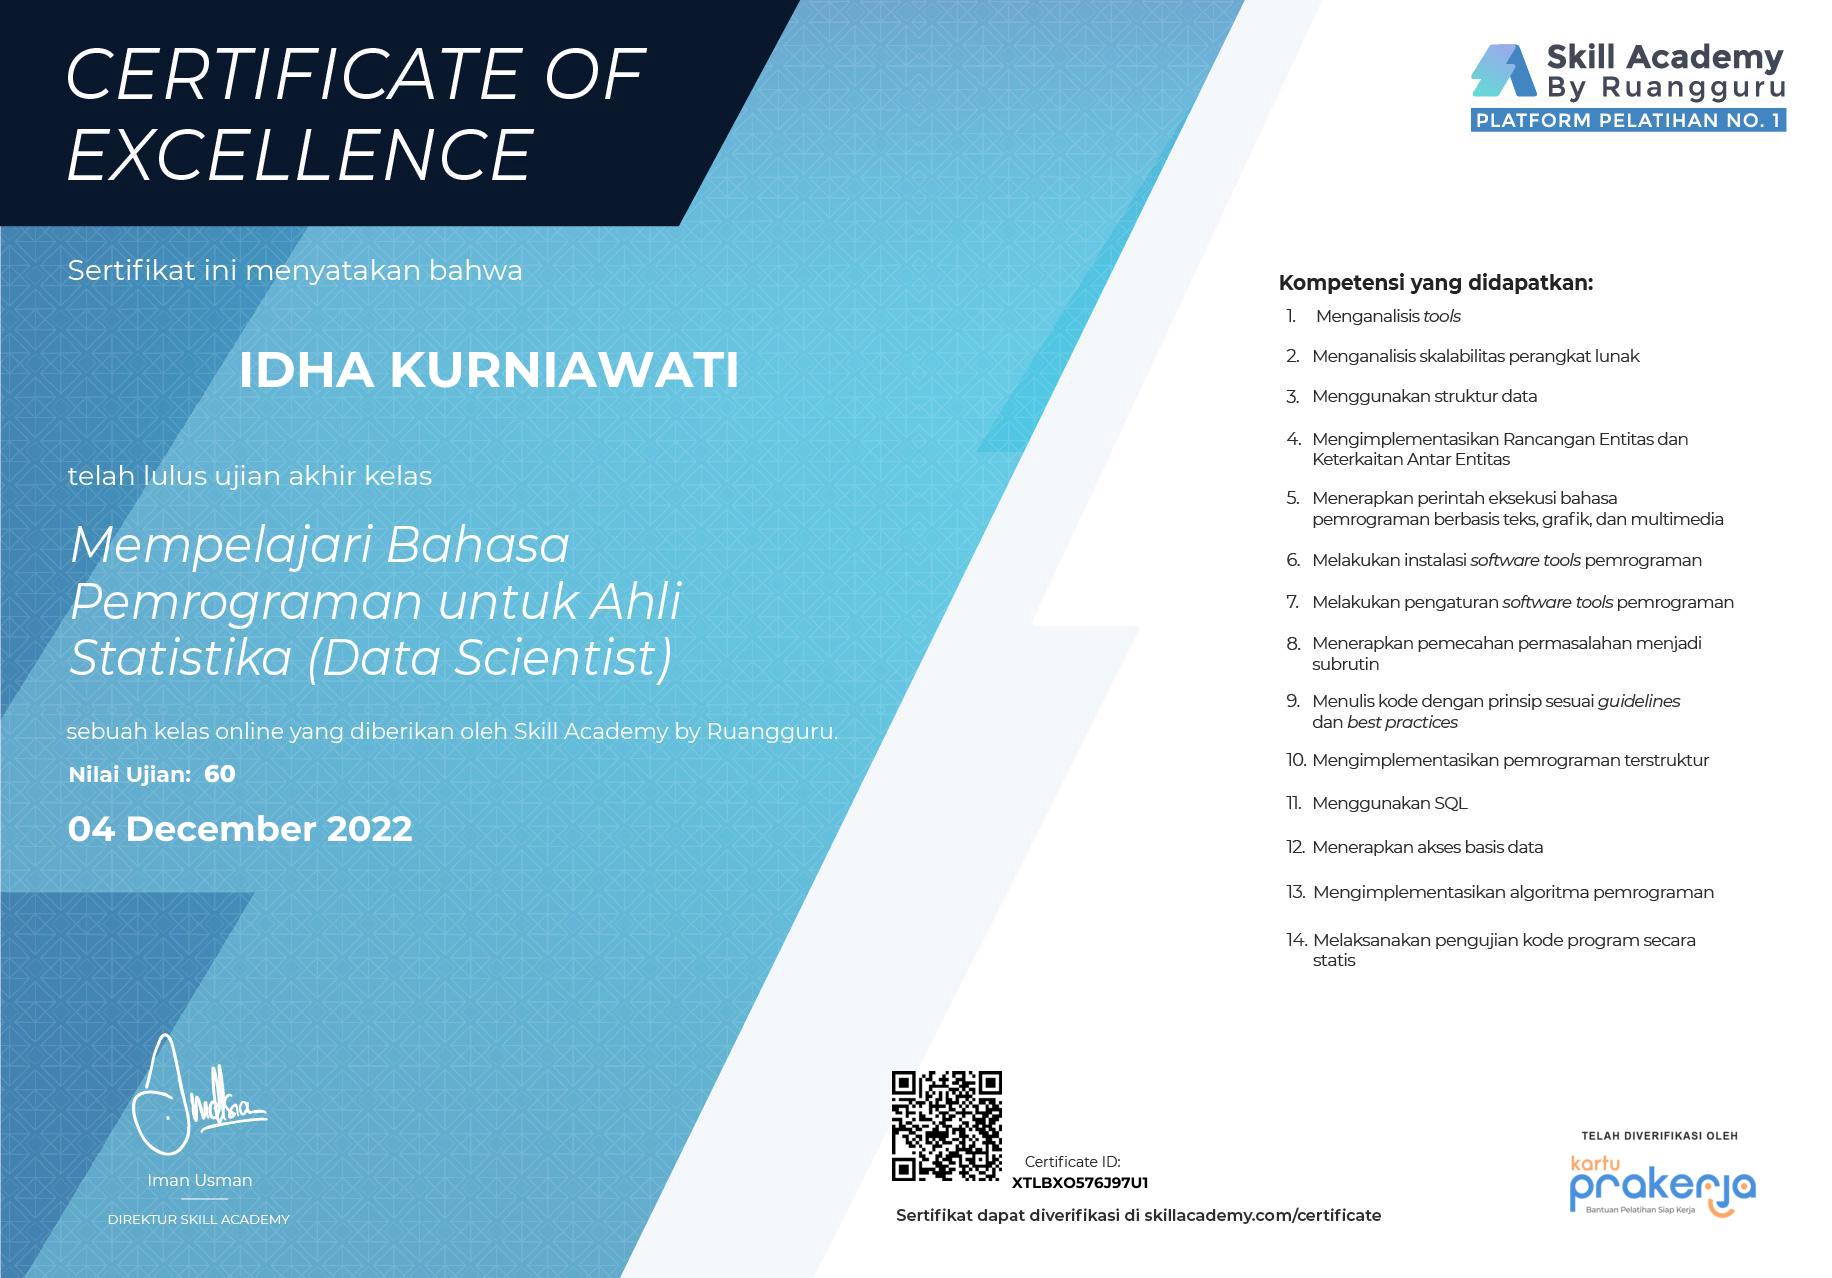 CERTIFICATE OF
EXCELLENCE
Skill Academy
By Ruangguru
PLATFORM PELATIHAN NO. 1
Sertifikat ini menyatakan bahwa
IDHA KURNIAWATI
telah lulus ujian akhir kelas
Mempelajari Bahasa
Pemrograman untuk Ahli
Statistika (Data Scientist)
sebuah kelas online yang diberikan oleh Skill Academy by Ruangguru.
Nilai Ujian: 60
04 December 2022
Iman Usman
DIREKTUR SKILL ACADEMY
Kompetensi yang didapatkan:
1. Menganalisis tools
2. Menganalisis skalabilitas perangkat lunak
3. Menggunakan struktur data
4. Mengimplementasikan Rancangan Entitas dan
Keterkaitan Antar Entitas
5. Menerapkan perintah eksekusi bahasa
pemrograman berbasis teks, grafik, dan multimedia
6. Melakukan instalasi software tools pemrograman
7. Melakukan pengaturan software tools pemrograman
8. Menerapkan pemecahan permasalahan menjadi
subrutin
9. Menulis kode dengan prinsip sesuai guidelines
dan best practices
10. Mengimplementasikan pemrograman terstruktur
11. Menggunakan SQL
12. Menerapkan akses basis data
13. Mengimplementasikan algoritma pemrograman
14. Melaksanakan pengujian kode program secara
statis
Certificate ID:
XTLBXO576J97U1
Sertifikat dapat diverifikasi di skillacademy.com/certificate
TELAH DIVERIFIKASI OLEH
kartu
prakerja
Bantuan Pelatihan Siap Kerja